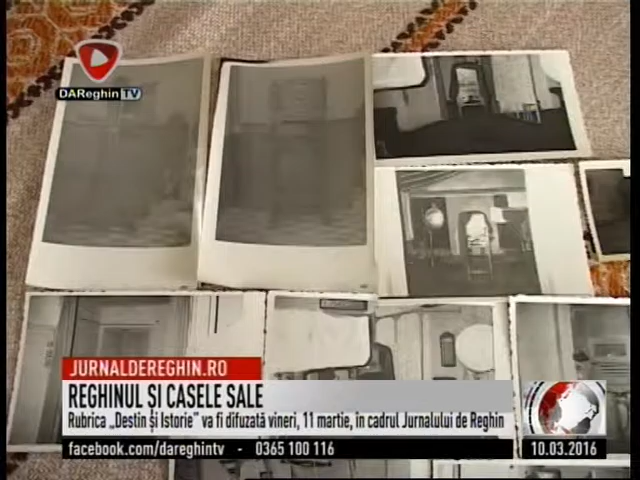 DAReghin TV
JURNALDEREGHIN.RO
REGHINUL ȘI CASELE SALE
Rubrica „Destin și Istorie” va fi difuzată vineri, 11 martie, în cadrul Jurnalului de Reghin
facebook.com/dareghintv - 0365 100 116
10.03.2016